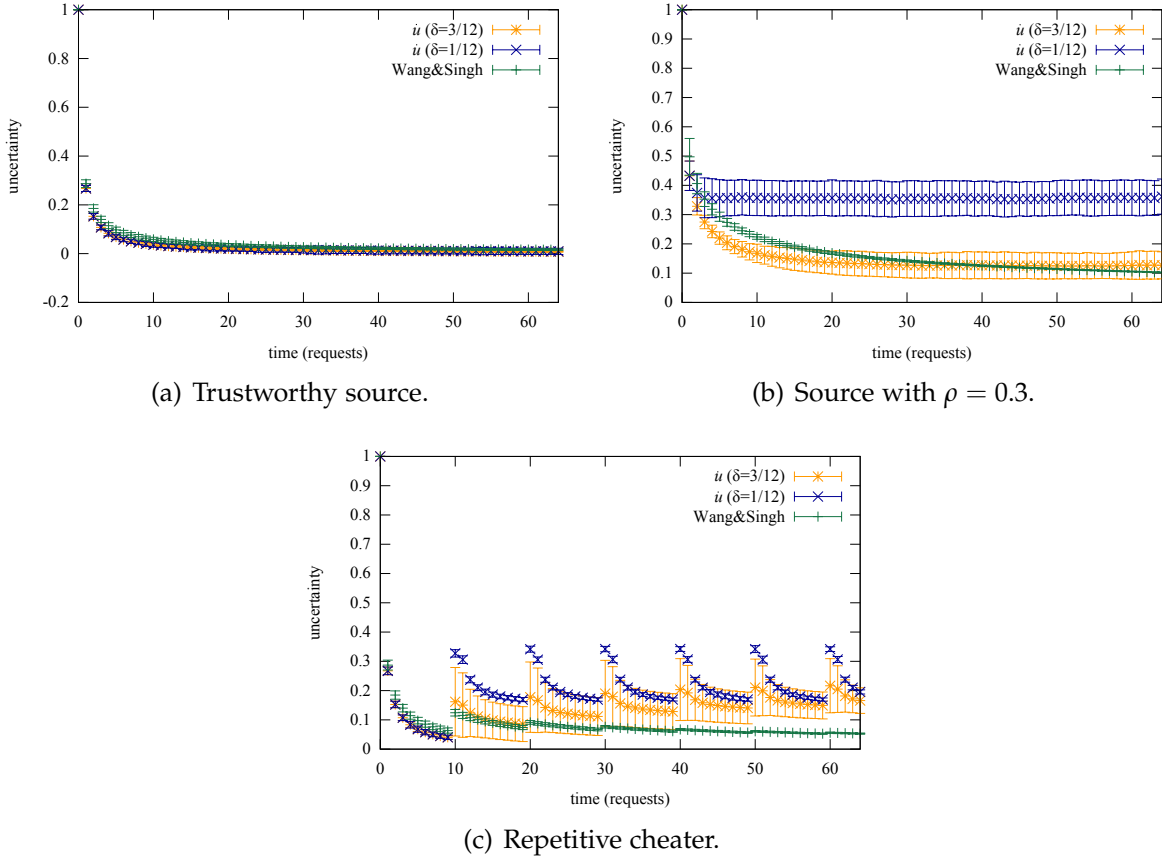 1
0.8
0.6
0.4
0.2
0
-0.2
uncertainty
0 10 20 30 40 50 60
time (requests)
u̇ (δ=3/12)
u̇ (δ=1/12)
Wang&Singh
(a) Trustworthy source.
1
0.9
0.8
0.7
0.6
0.5
0.4
0.3
0.2
0.1
0
uncertainty
0 10 20 30 40 50 60
time (requests)
u̇ (δ=3/12)
u̇ (δ=1/12)
Wang&Singh
(b) Source with ρ = 0.3.
1
0.9
0.8
0.7
0.6
0.5
0.4
0.3
0.2
0.1
0
uncertainty
0 10 20 30 40 50 60
time (requests)
u̇ (δ=3/12)
u̇ (δ=1/12)
Wang&Singh
(c) Repetitive cheater.